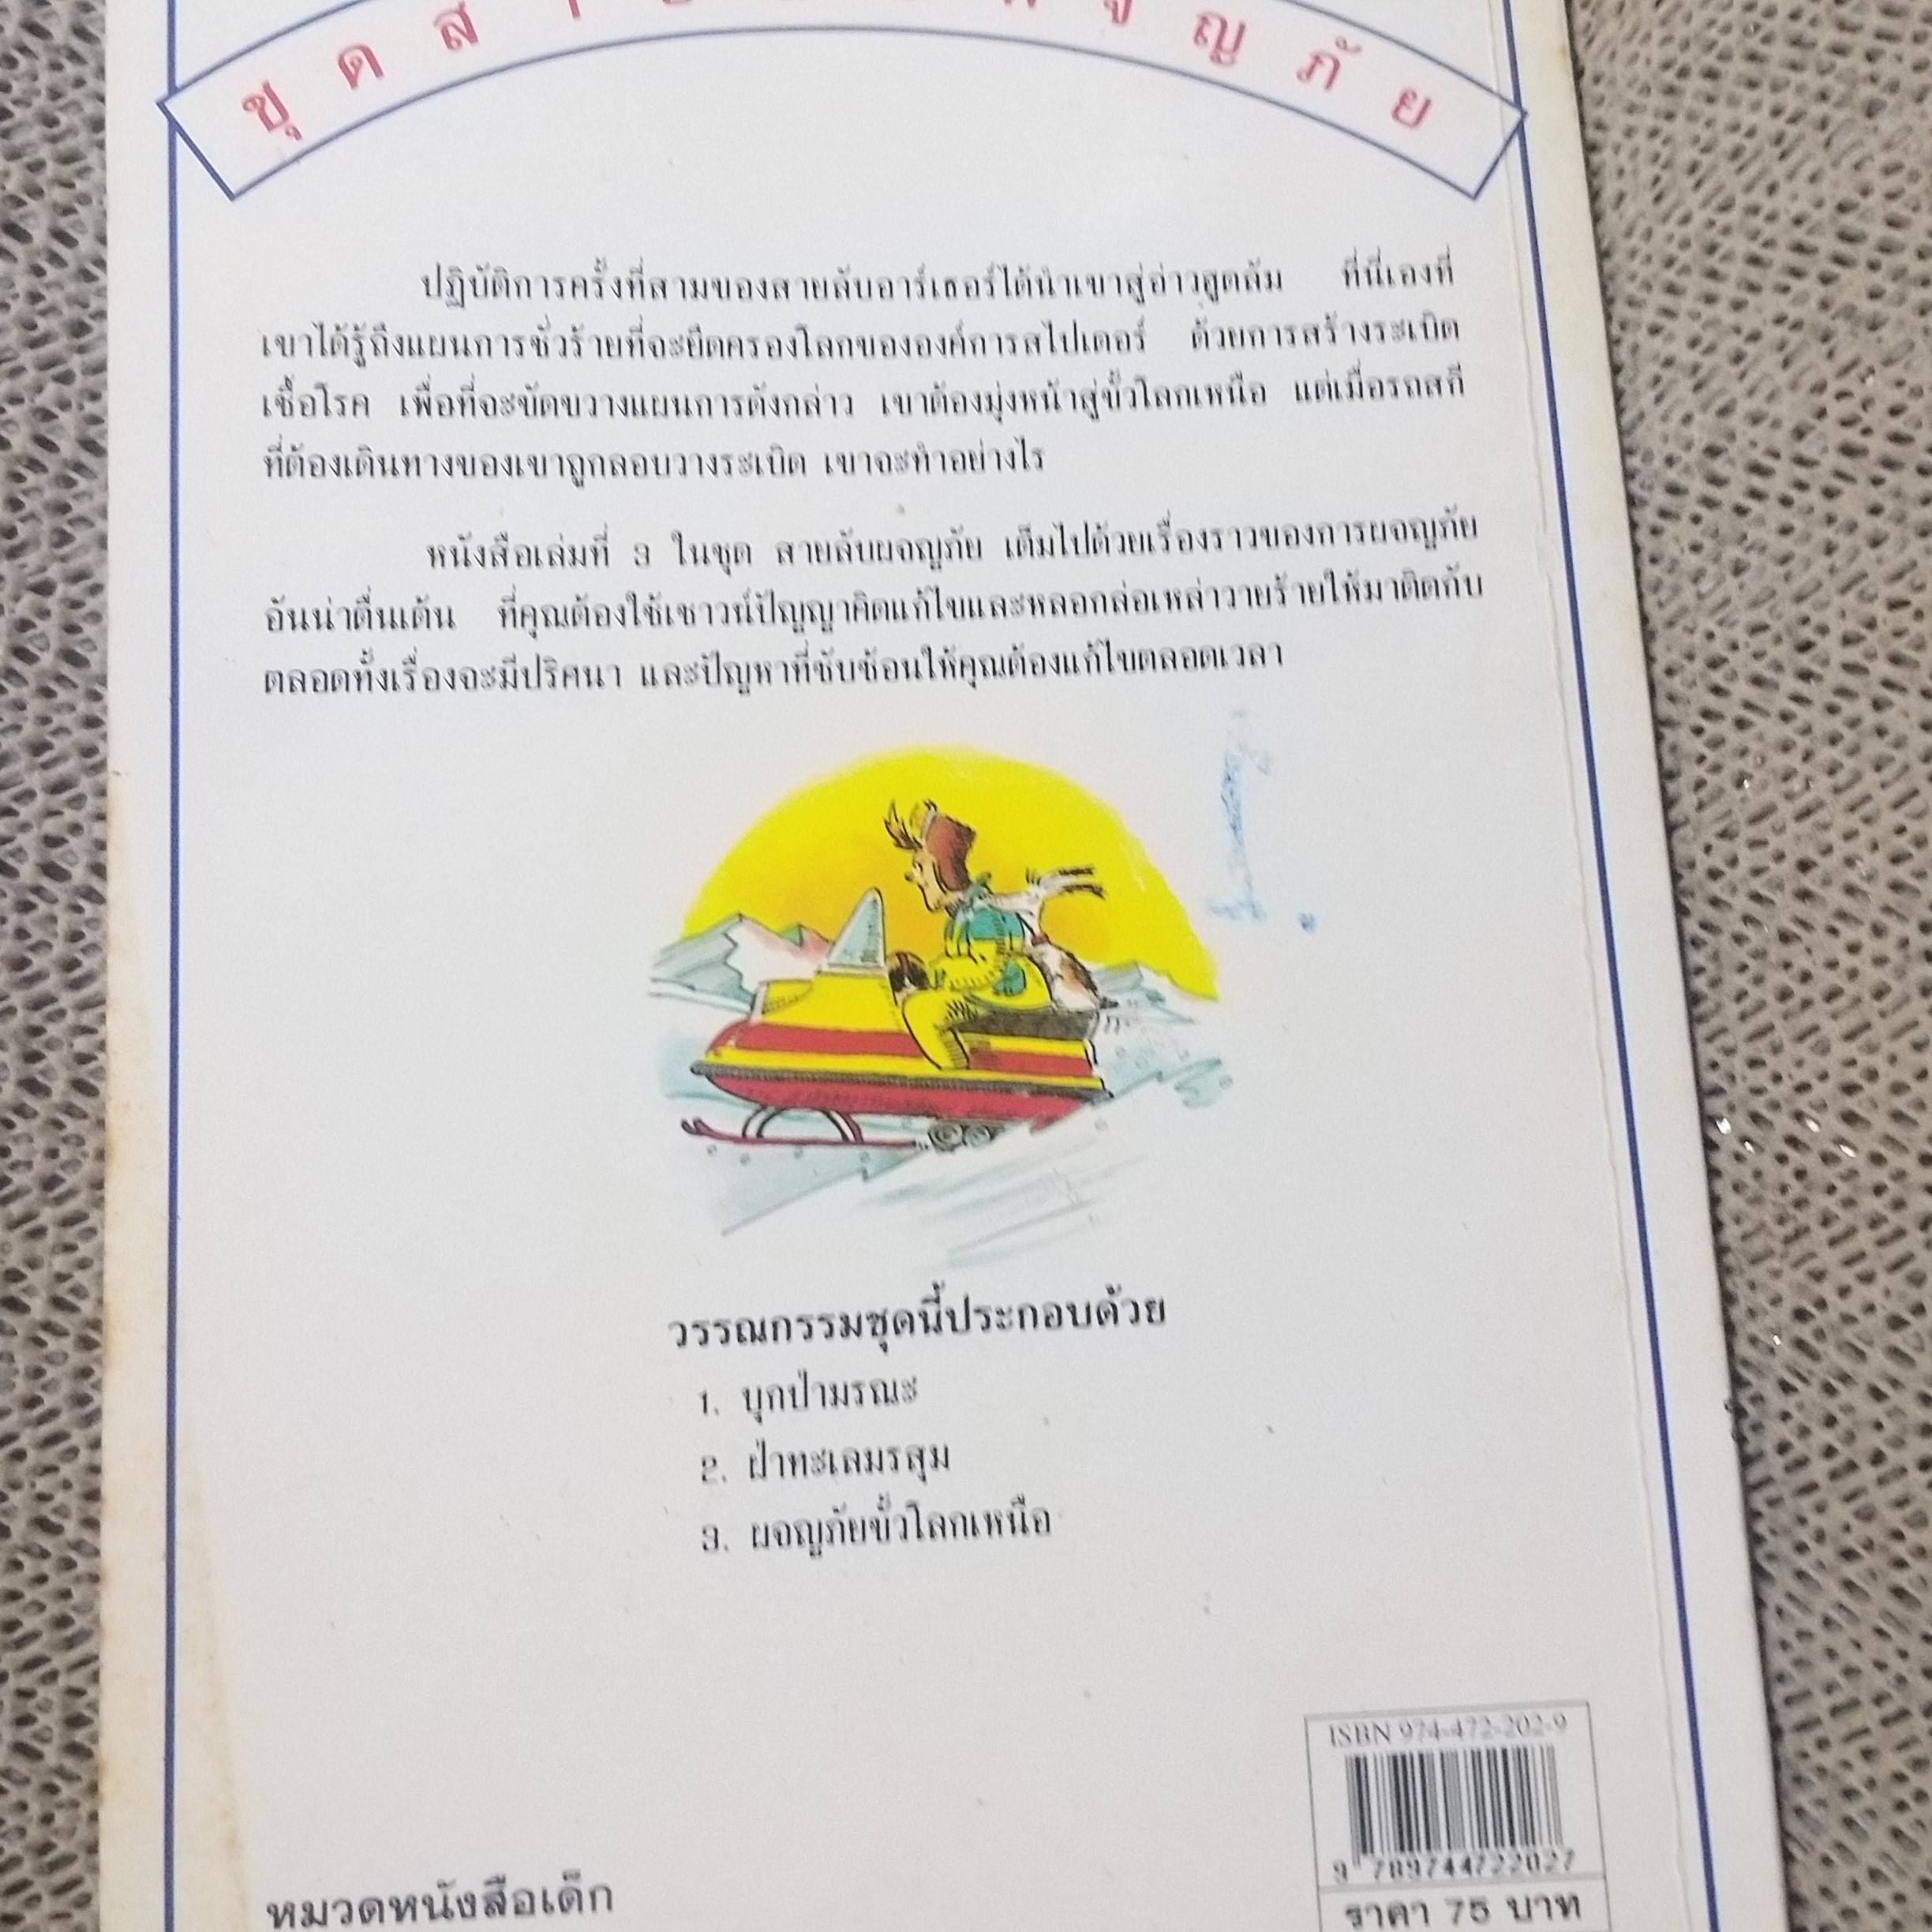 ชุดสายลับผจญภัย
ปฏิบัติการครั้งที่สามของสายลับอาร์เธอร์ได้นำเขาสู่อ่าวฮูดลัม ที่นี่เองที่
เขาได้รู้ถึงแผนการชั่วร้ายที่จะยึดครองโลกขององค์การสไปเดอร์ ด้วยการสร้างระเบิด
เชื้อโรค เพื่อที่จะขัดขวางแผนการดังกล่าว เขาต้องมุ่งหน้าสู่ขั้วโลกเหนือ แต่เมื่อรถสกี
ที่ต้องเดินทางของเขาถูกลอบวางระเบิด เขาจะทำอย่างไร
หนังสือเล่มที่ 3 ในชุด สายลับผจญภัย เต็มไปด้วยเรื่องราวของการผจญภัย
อันน่าตื่นเต้น ที่คุณต้องใช้เชาวน์ปัญญาคิดแก้ไขและหลอกล่อเหล่าวายร้ายให้มาติดกับ
ตลอดทั้งเรื่องจะมีปริศนา และปัญหาที่ซับซ้อนให้คุณต้องแก้ไขตลอดเวลา
วรรณกรรมชุดนี้ประกอบด้วย
1. บุกป่ามรณะ
2. ฝ่าทะเลมรสุม
3. ผจญภัยขั้วโลกเหนือ
ISBN 974-472-202-9
9 789744722027
ราคา 75 บาท
หมวดหนังสือเด็ก